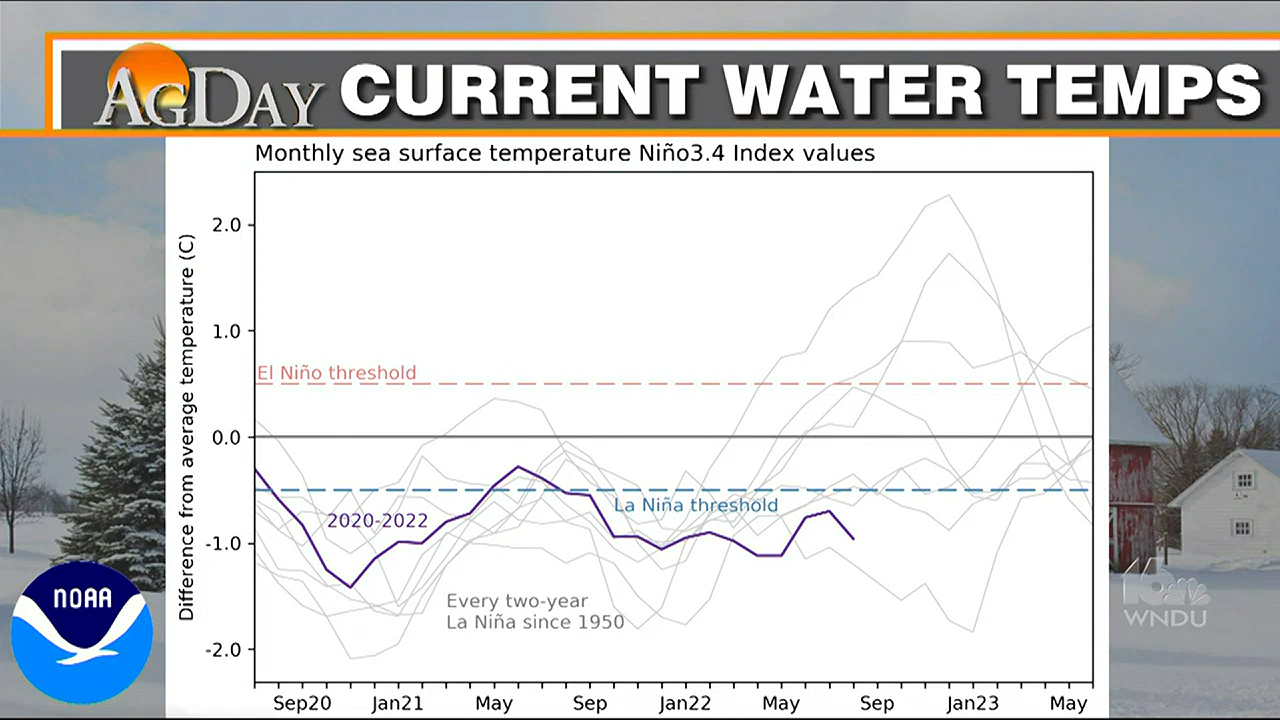 AGDAY CURRENT WATER TEMPS
Monthly sea surface temperature Niño3.4 Index values
Difference from average temperature (C)
2.0
1.0
0.0
-1.0
-2.0
El Niño threshold
La Niña threshold
2020-2022
Every two-year
La Niña since 1950
Sep20 Jan21 May Sep Jan22 May Sep Jan23 May
NOAA
16
WNDU